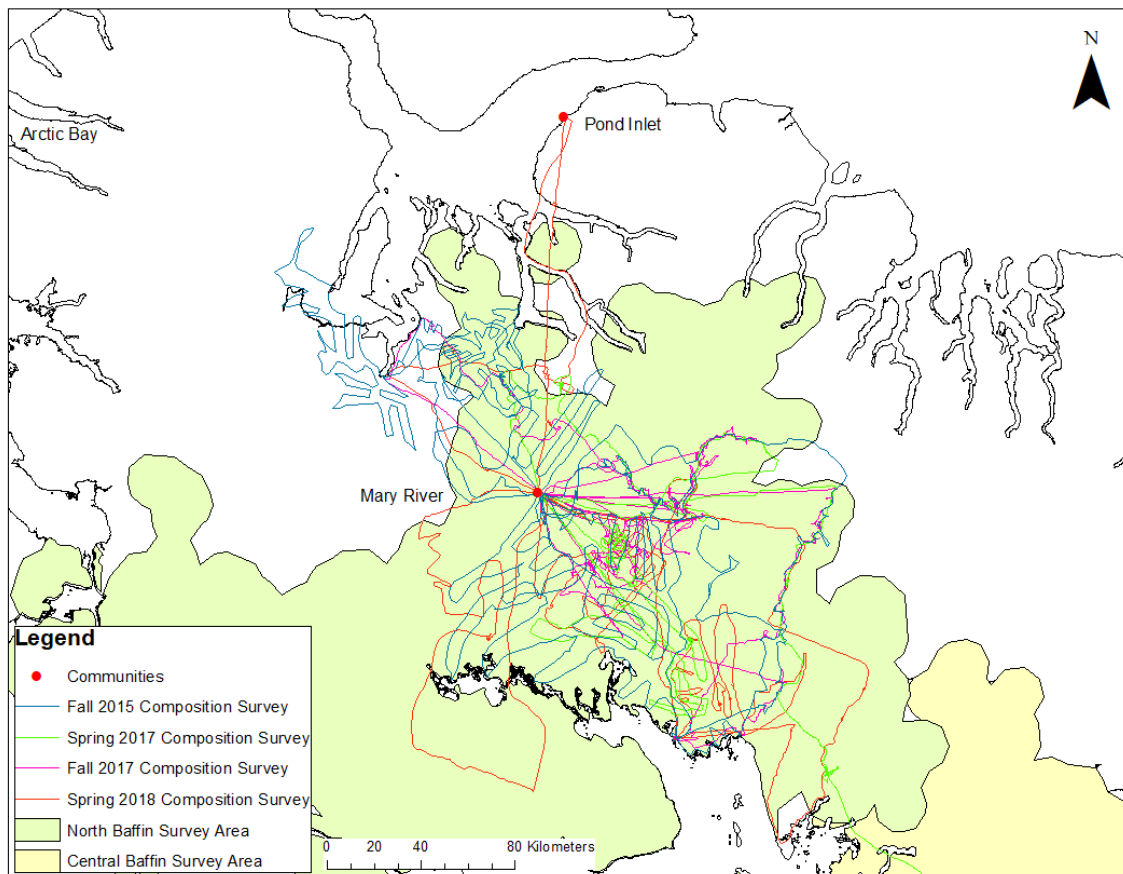 N
Pond Inlet
Arctic Bay
Mary River
Legend
Communities
Fall 2015 Composition Survey
Spring 2017 Composition Survey
Fall 2017 Composition Survey
Spring 2018 Composition Survey
North Baffin Survey Area
Central Baffin Survey Area
0 40 80 Kilometers